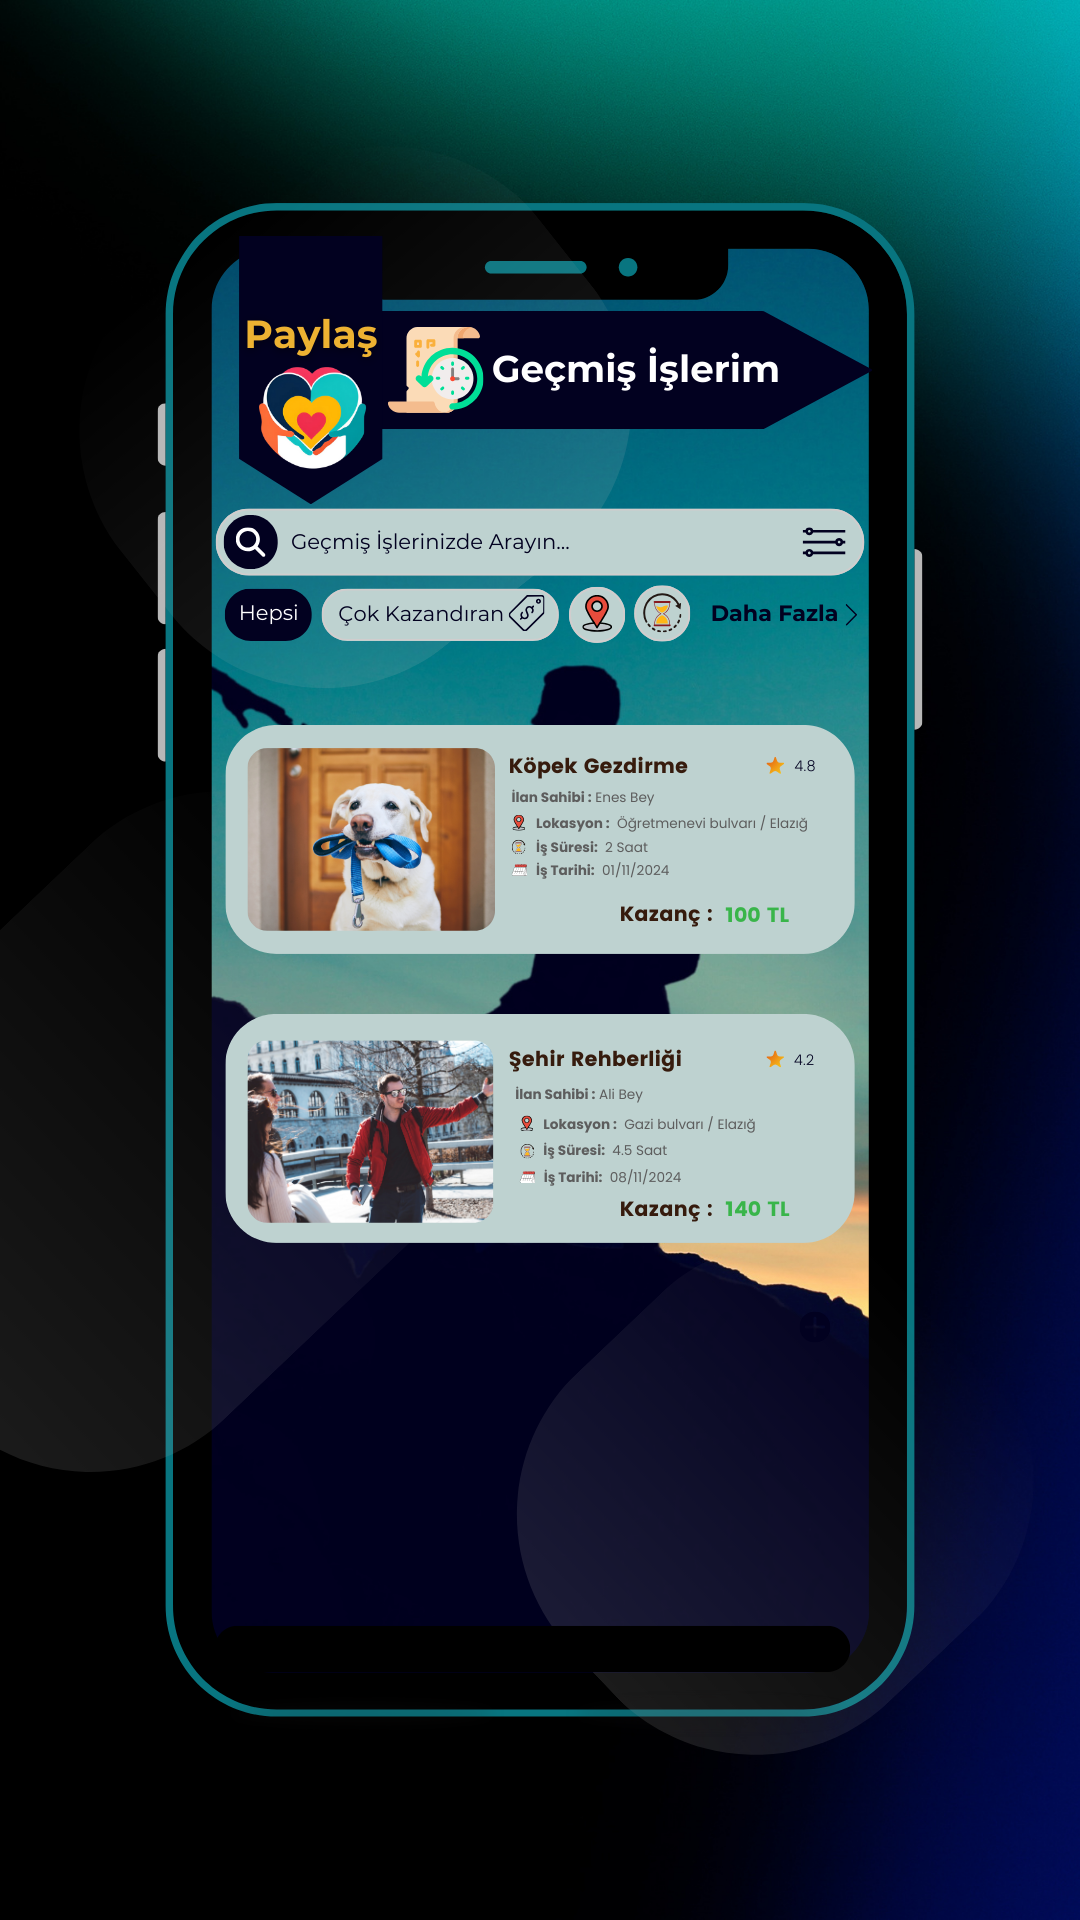 Paylaş
Geçmiş İşlerim
Geçmiş İşlerinizde Arayın...
Hepsi
Çok Kazandıran
Daha Fazla
Köpek Gezdirme
4.8
İlan Sahibi : Enes Bey
Lokasyon : Öğretmenevi bulvarı / Elazığ
İş Süresi: 2 Saat
İş Tarihi: 01/11/2024
Kazanç : 100 TL
Şehir Rehberliği
4.2
İlan Sahibi : Ali Bey
Lokasyon : Gazi bulvarı / Elazığ
İş Süresi: 4.5 Saat
İş Tarihi: 08/11/2024
Kazanç : 140 TL